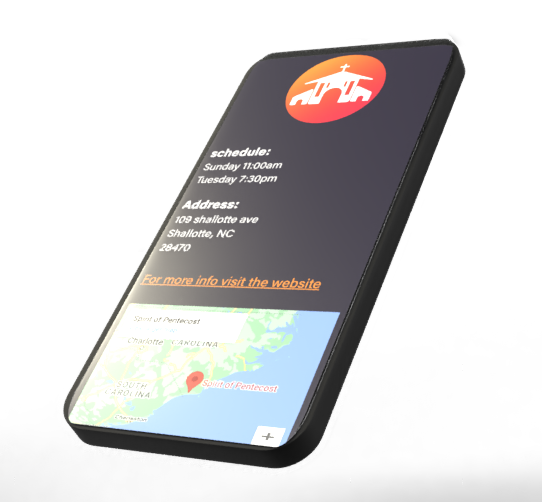 schedule:
Sunday 11:00am
Tuesday 7:30pm
Address:
109 shallotte ave
Shallotte, NC
28470
For more info visit the website
Spirit of Pentecost
Charlotte
CAROLINA
SOUTH
CAROLINA
Spirit of Pentecost
Charleston
+